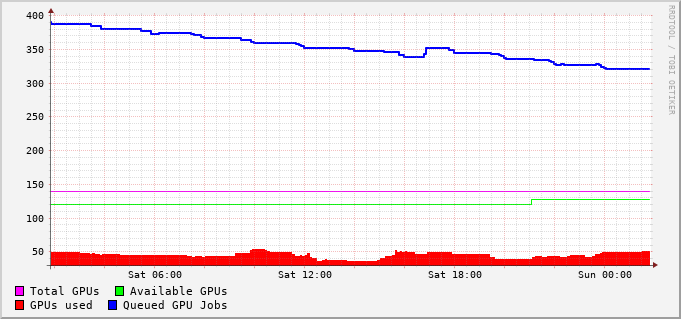 400
350
300
250
200
150
100
50
Sat 06:00 Sat 12:00 Sat 18:00 Sun 00:00
Total GPUs Available GPUs
GPUs used Queued GPU Jobs
RRDTOOL / TOBI OETIKER